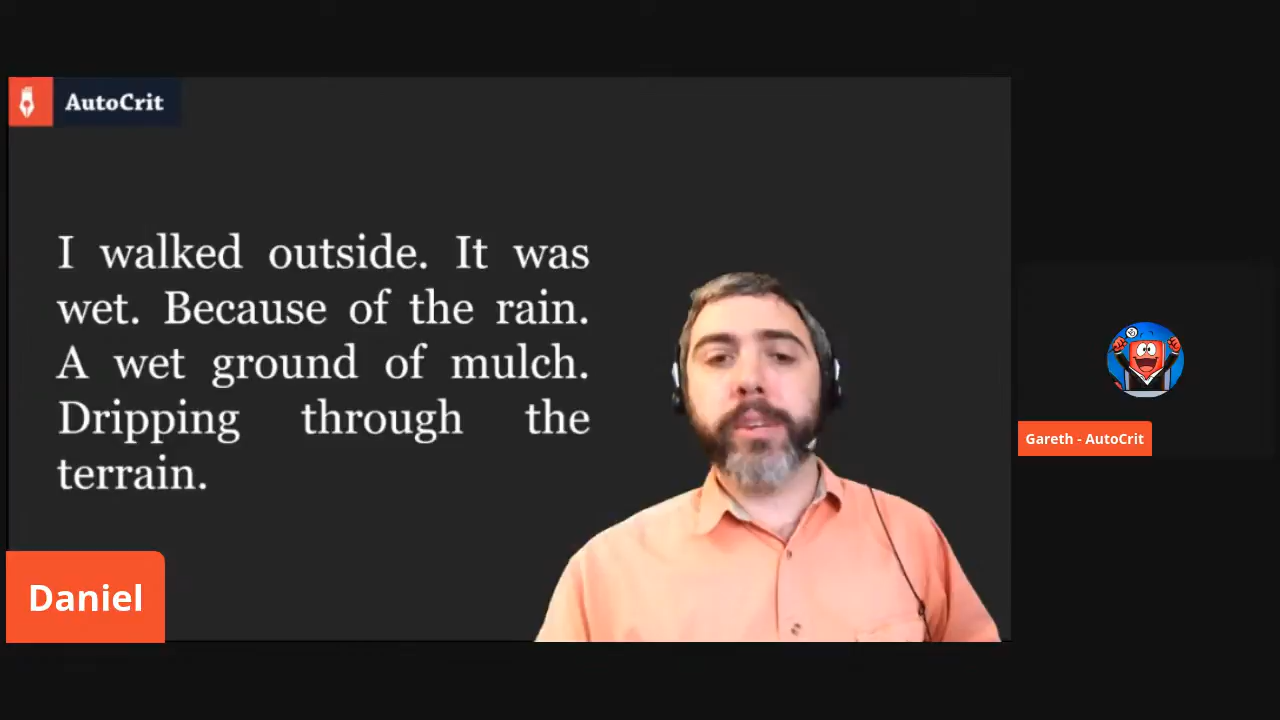 AutoCrit
I walked outside. It was
wet. Because of the rain.
A wet ground of mulch.
Dripping through the
terrain.
Daniel
Gareth - AutoCrit